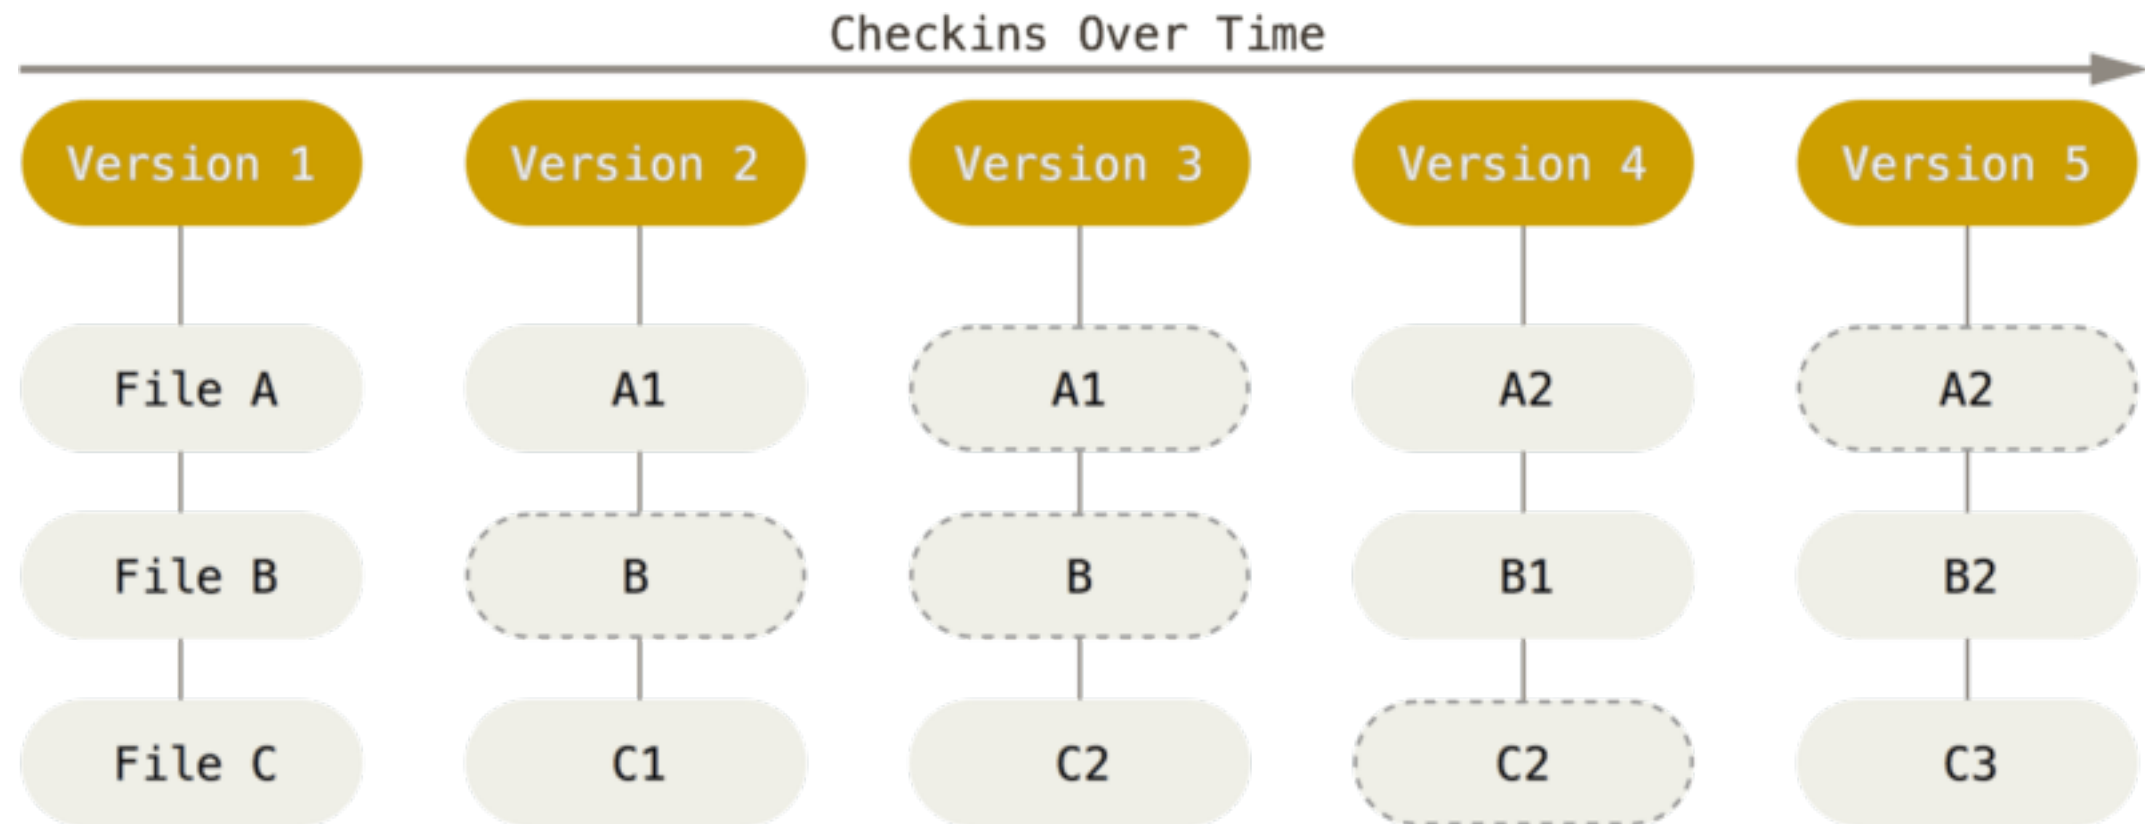 Checkins Over Time
Version 1 Version 2 Version 3 Version 4 Version 5
File A A1 A1 A2 A2
File B B B B1 B2
File C C1 C2 C2 C3